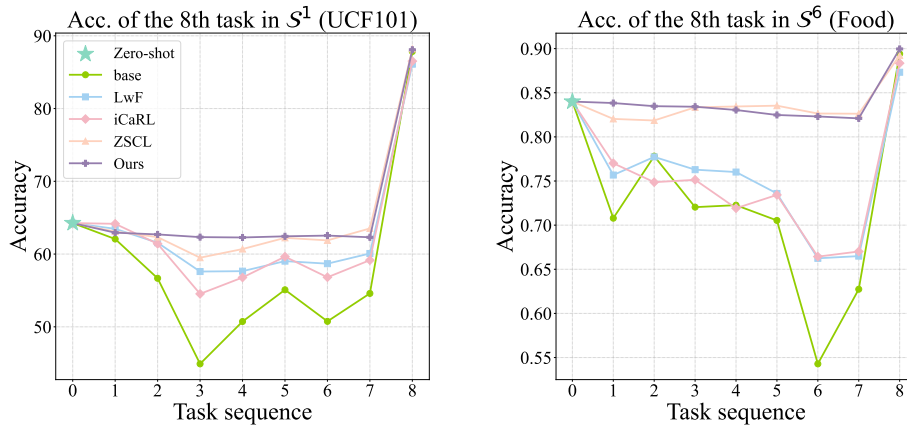 Acc. of the 8th task in S¹ (UCF101)
Accuracy
90
80
70
60
50
Zero-shot
base
LwF
iCaRL
ZSCL
Ours
0 1 2 3 4 5 6 7 8
Task sequence
Acc. of the 8th task in S⁶ (Food)
Accuracy
0.90
0.85
0.80
0.75
0.70
0.65
0.60
0.55
0 1 2 3 4 5 6 7 8
Task sequence